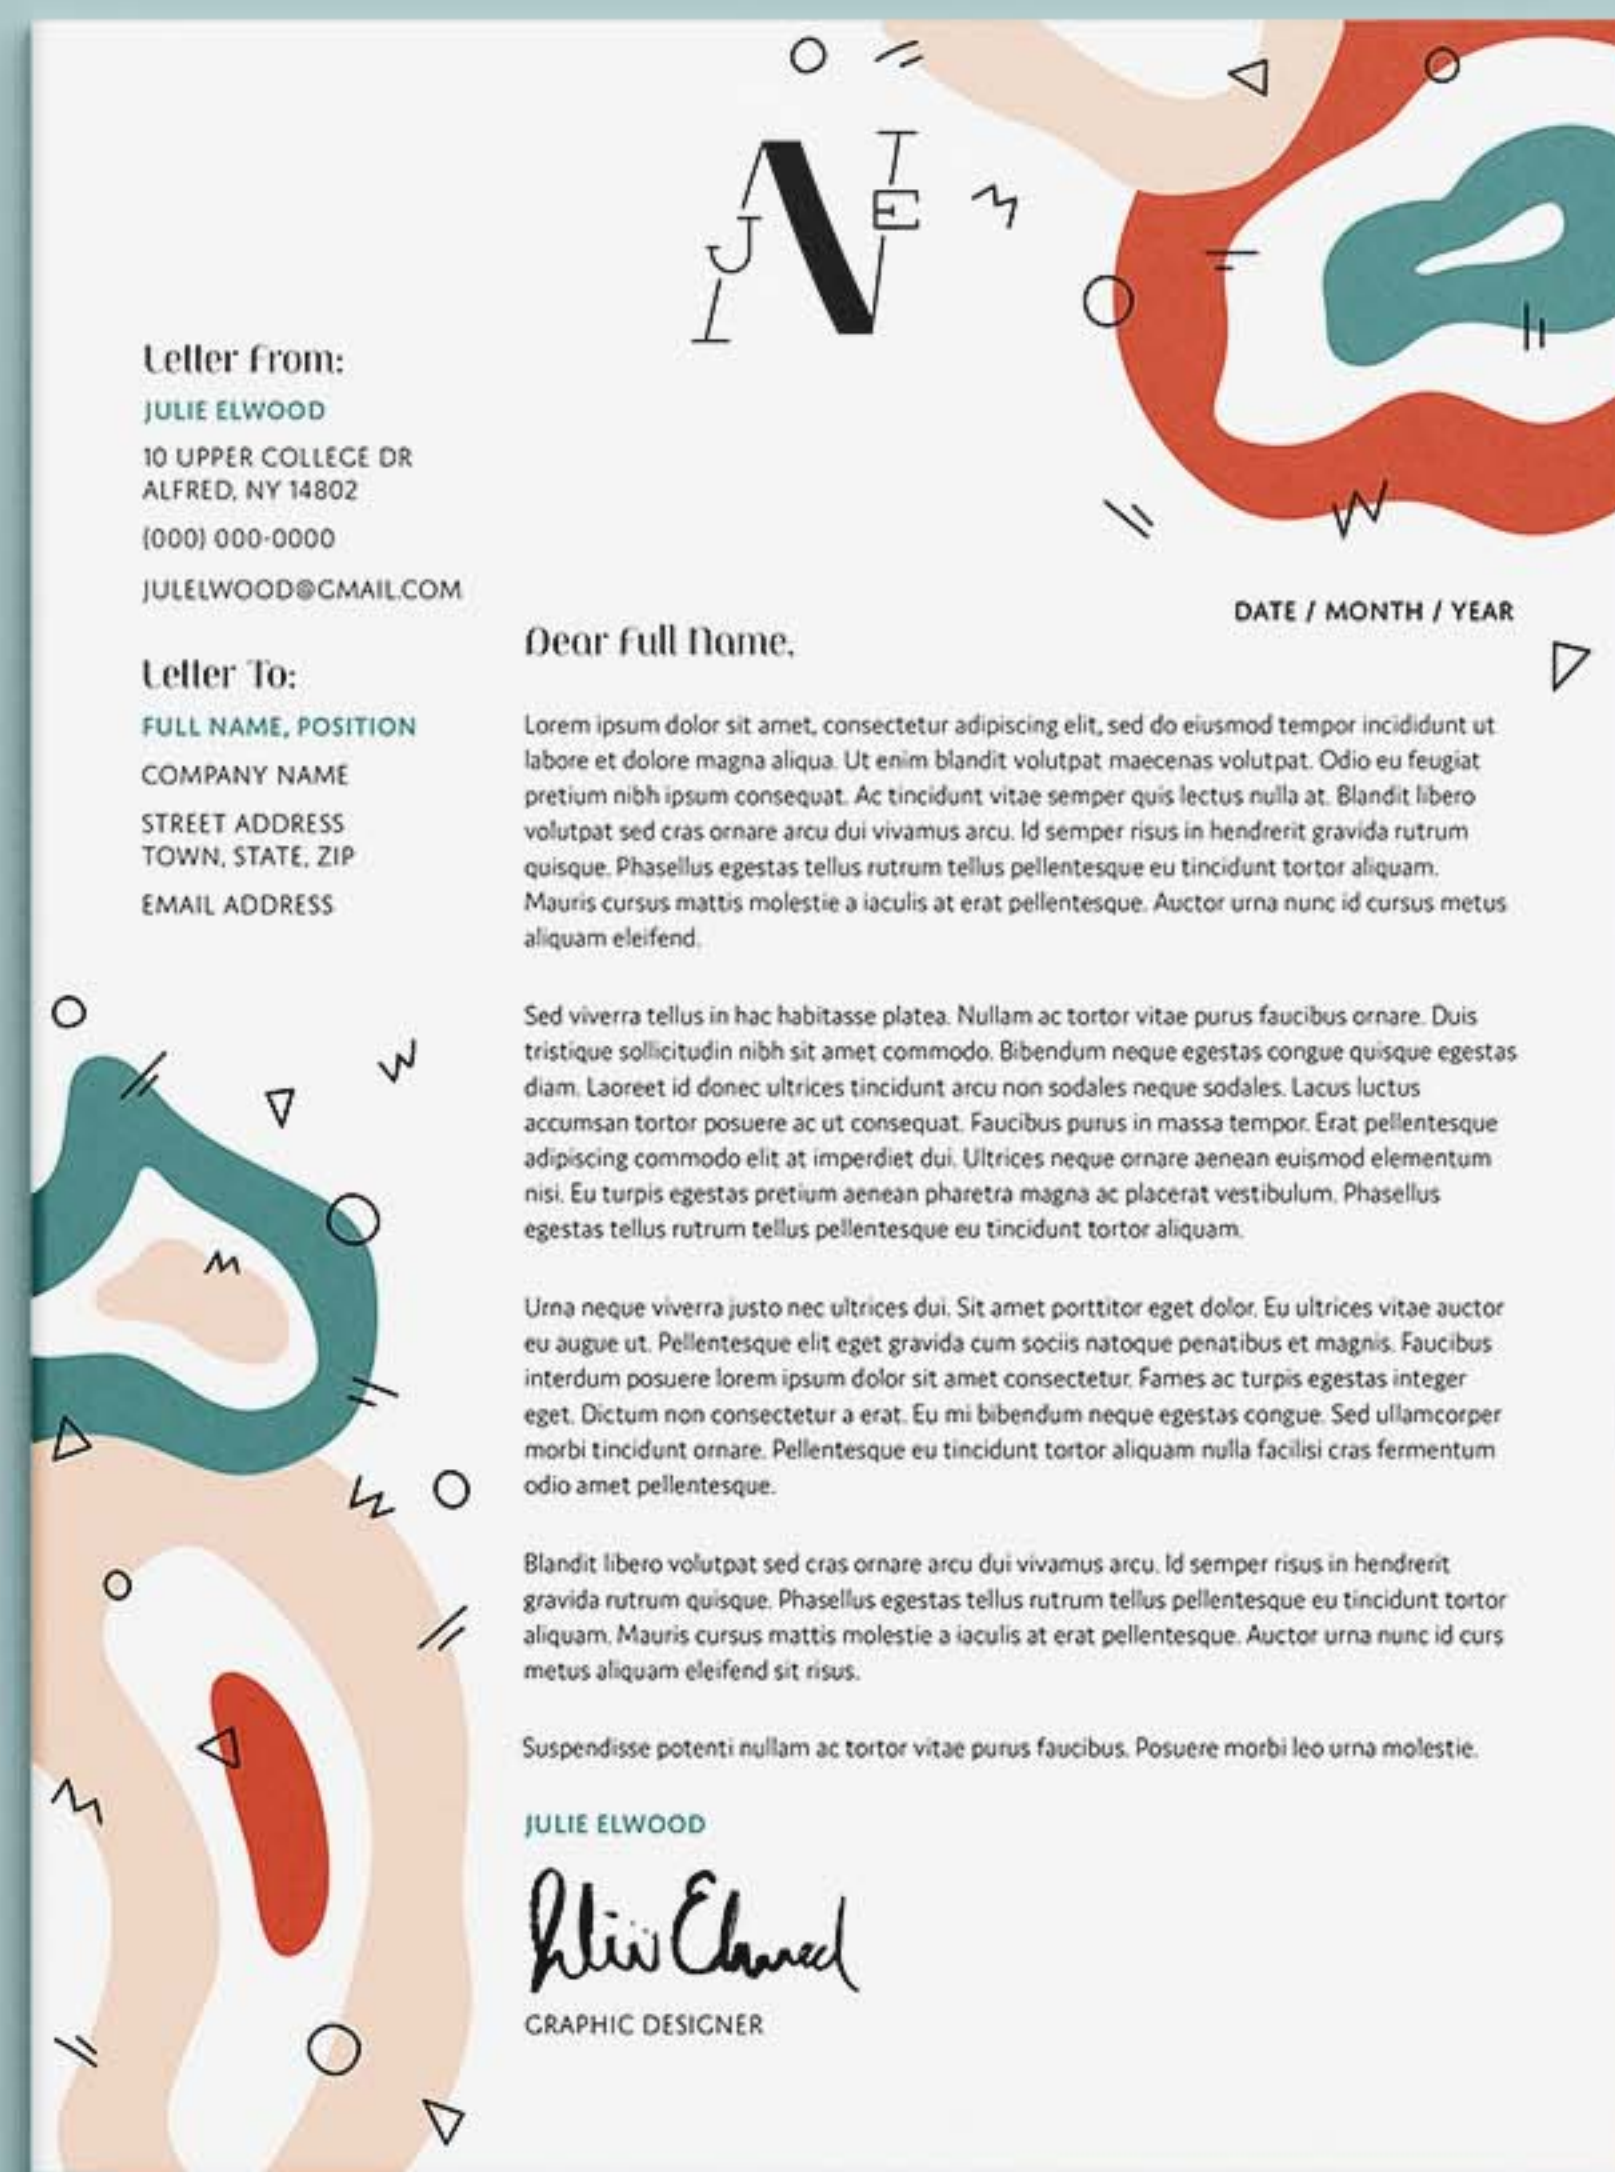 J N E
Letter From:
JULIE ELWOOD
10 UPPER COLLEGE DR
ALFRED, NY 14802
(000) 000-0000
JULELWOOD@GMAIL.COM
Letter To:
FULL NAME, POSITION
COMPANY NAME
STREET ADDRESS
TOWN, STATE, ZIP
EMAIL ADDRESS
DATE / MONTH / YEAR
Dear Full Name,
Lorem ipsum dolor sit amet, consectetur adipiscing elit, sed do eiusmod tempor incididunt ut
labore et dolore magna aliqua. Ut enim blandit volutpat maecenas volutpat. Odio eu feugiat
pretium nibh ipsum consequat. Ac tincidunt vitae semper quis lectus nulla at. Blandit libero
volutpat sed cras ornare arcu dui vivamus arcu. Id semper risus in hendrerit gravida rutrum
quisque. Phasellus egestas tellus rutrum tellus pellentesque eu tincidunt tortor aliquam.
Mauris cursus mattis molestie a iaculis at erat pellentesque. Auctor urna nunc id cursus metus
aliquam eleifend.
Sed viverra tellus in hac habitasse platea. Nullam ac tortor vitae purus faucibus ornare. Duis
tristique sollicitudin nibh sit amet commodo. Bibendum neque egestas congue quisque egestas
diam. Laoreet id donec ultrices tincidunt arcu non sodales neque sodales. Lacus luctus
accumsan tortor posuere ac ut consequat. Faucibus purus in massa tempor. Erat pellentesque
adipiscing commodo elit at imperdiet dui. Ultrices neque ornare aenean euismod elementum
nisi. Eu turpis egestas pretium aenean pharetra magna ac placerat vestibulum. Phasellus
egestas tellus rutrum tellus pellentesque eu tincidunt tortor aliquam.
Urna neque viverra justo nec ultrices dui. Sit amet porttitor eget dolor. Eu ultrices vitae auctor
eu augue ut. Pellentesque elit eget gravida cum sociis natoque penatibus et magnis. Faucibus
interdum posuere lorem ipsum dolor sit amet consectetur. Fames ac turpis egestas integer
eget. Dictum non consectetur a erat. Eu mi bibendum neque egestas congue. Sed ullamcorper
morbi tincidunt ornare. Pellentesque eu tincidunt tortor aliquam nulla facilisi cras fermentum
odio amet pellentesque.
Blandit libero volutpat sed cras ornare arcu dui vivamus arcu. Id semper risus in hendrerit
gravida rutrum quisque. Phasellus egestas tellus rutrum tellus pellentesque eu tincidunt tortor
aliquam. Mauris cursus mattis molestie a iaculis at erat pellentesque. Auctor urna nunc id curs
metus aliquam eleifend sit risus.
Suspendisse potenti nullam ac tortor vitae purus faucibus. Posuere morbi leo urna molestie.
JULIE ELWOOD
Julie Elwood
GRAPHIC DESIGNER